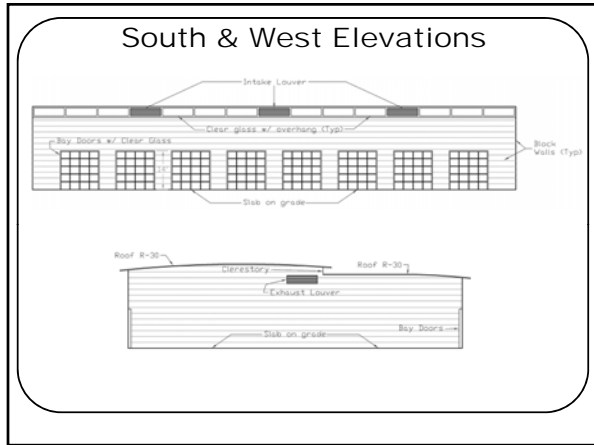 South & West Elevations
Intake Louver
Clear glass w/ overhang (Typ)
Bay Doors w/ Clear Glass
Block
Walls (Typ)
14'
Slab on grade
Roof R-30
Clerestory
Roof R-30
Exhaust Louver
Bay Doors
Slab on grade